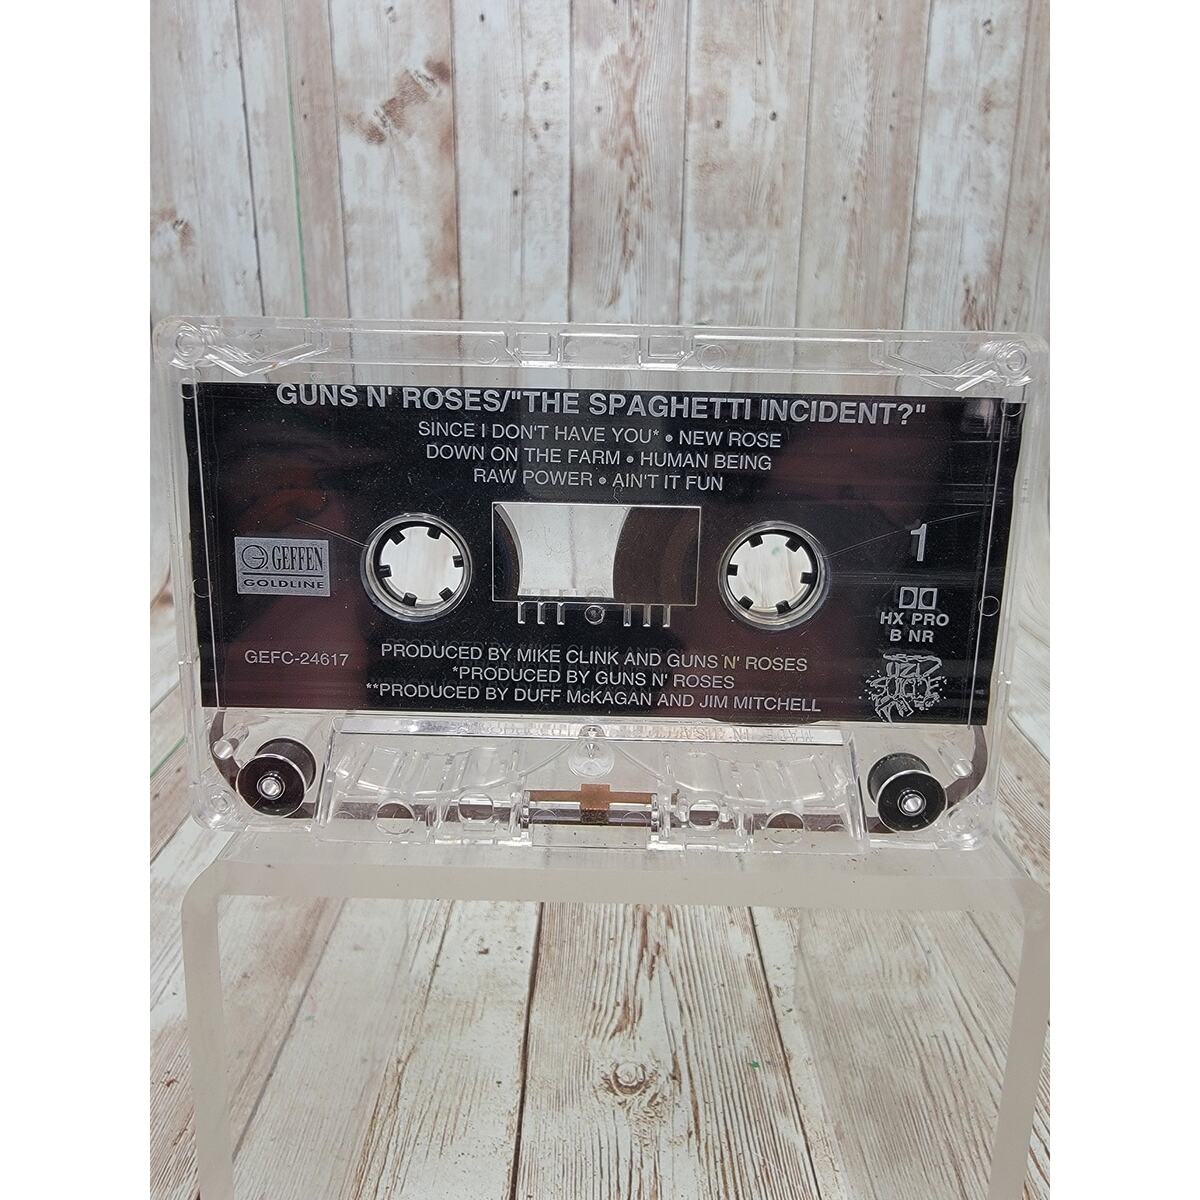 GUNS N' ROSES/"THE SPAGHETTI INCIDENT?"
SINCE I DON'T HAVE YOU* • NEW ROSE
DOWN ON THE FARM • HUMAN BEING
RAW POWER • AIN'T IT FUN
1
GEFFEN
GOLDLINE
HX PRO
B NR
GEFC-24617
PRODUCED BY MIKE CLINK AND GUNS N' ROSES
*PRODUCED BY GUNS N' ROSES
**PRODUCED BY DUFF McKAGAN AND JIM MITCHELL
MADE IN